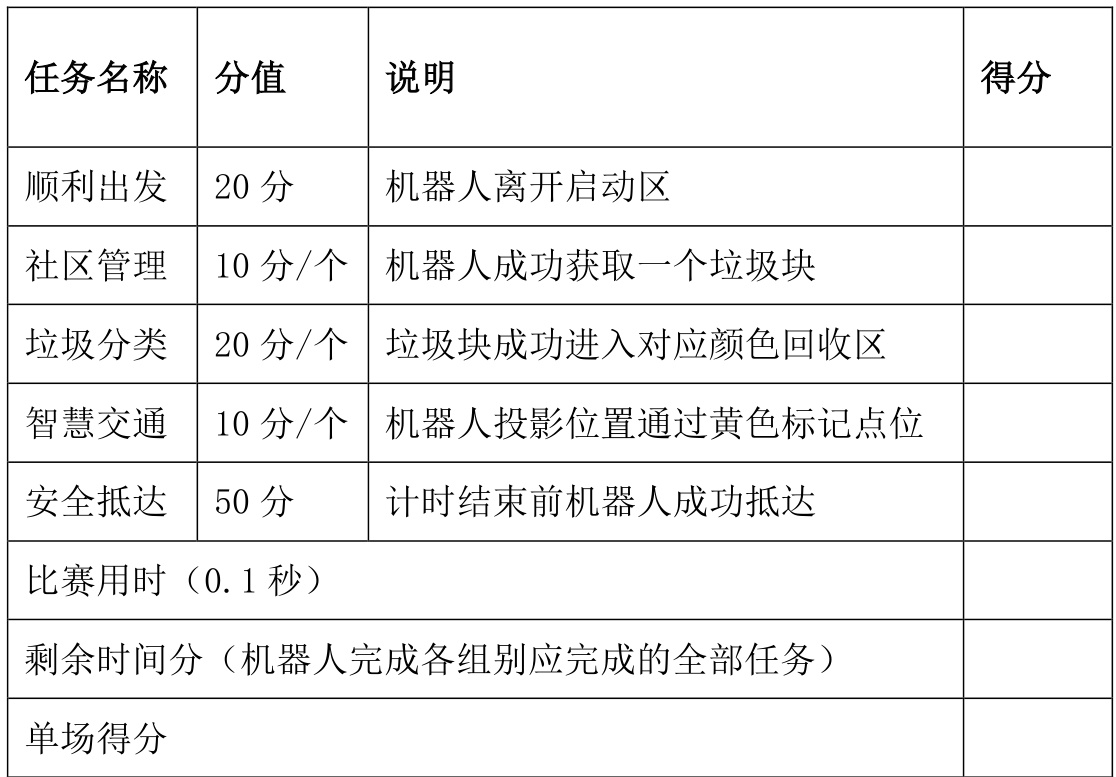 任务名称 分值 说明 得分
顺利出发 20 分 机器人离开启动区
社区管理 10 分/个 机器人成功获取一个垃圾块
垃圾分类 20 分/个 垃圾块成功进入对应颜色回收区
智慧交通 10 分/个 机器人投影位置通过黄色标记点位
安全抵达 50 分 计时结束前机器人成功抵达
比赛用时（0.1 秒）
剩余时间分（机器人完成各组别应完成的全部任务）
单场得分